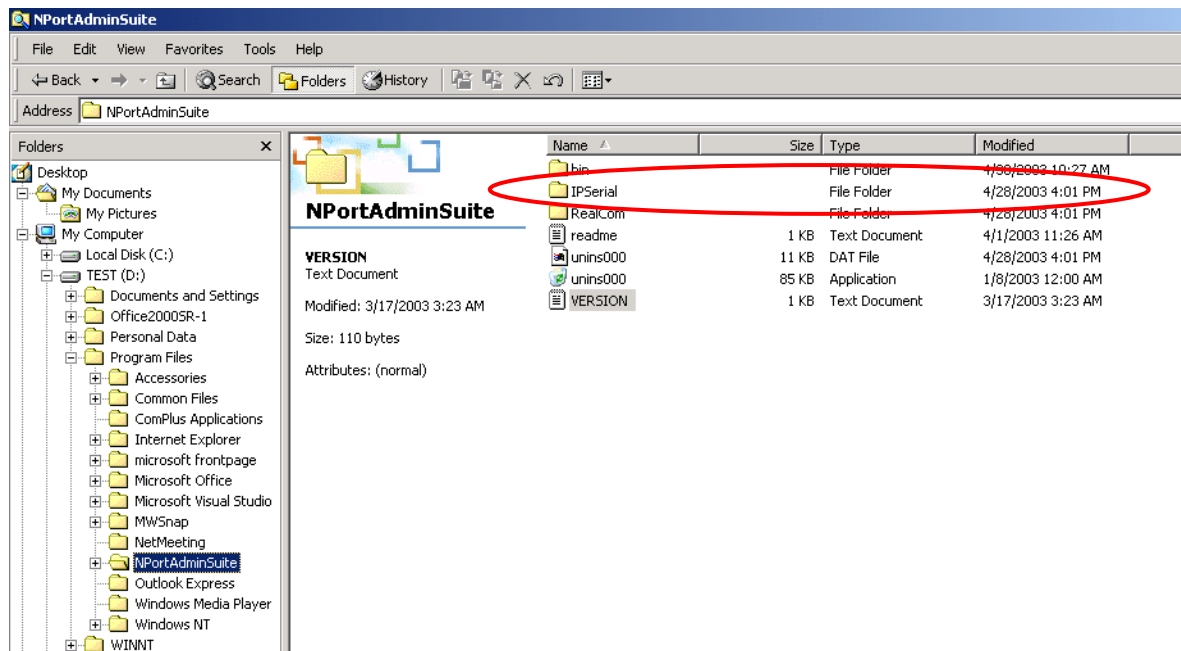 NPortAdminSuite
File Edit View Favorites Tools Help
Back Search Folders History
Address NPortAdminSuite
Folders
Desktop
My Documents
My Pictures
My Computer
Local Disk (C:)
TEST (D:)
Documents and Settings
Office2000SR-1
Personal Data
Program Files
Accessories
Common Files
ComPlus Applications
Internet Explorer
microsoft frontpage
Microsoft Office
Microsoft Visual Studio
MWSnap
NetMeeting
NPortAdminSuite
Outlook Express
Windows Media Player
Windows NT
WINNT
NPortAdminSuite
VERSION
Text Document
Modified: 3/17/2003 3:23 AM
Size: 110 bytes
Attributes: (normal)
Name Size Type Modified
bin File Folder 4/30/2003 10:27 AM
IPSerial File Folder 4/28/2003 4:01 PM
RealCom File Folder 4/28/2003 4:01 PM
readme 1 KB Text Document 4/1/2003 11:26 AM
unins000 11 KB DAT File 4/28/2003 4:01 PM
unins000 85 KB Application 1/8/2003 12:00 AM
VERSION 1 KB Text Document 3/17/2003 3:23 AM